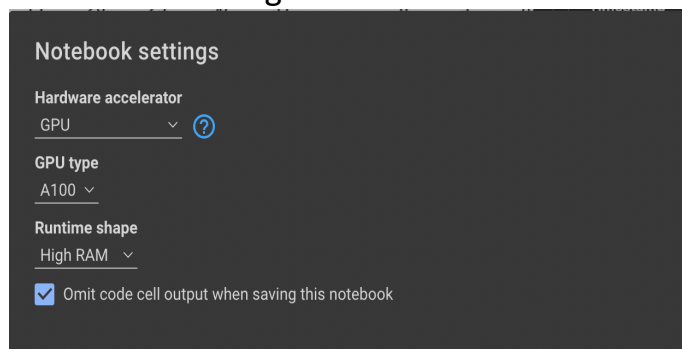 Notebook settings
Hardware accelerator
GPU
?
GPU type
A100
Runtime shape
High RAM
Omit code cell output when saving this notebook